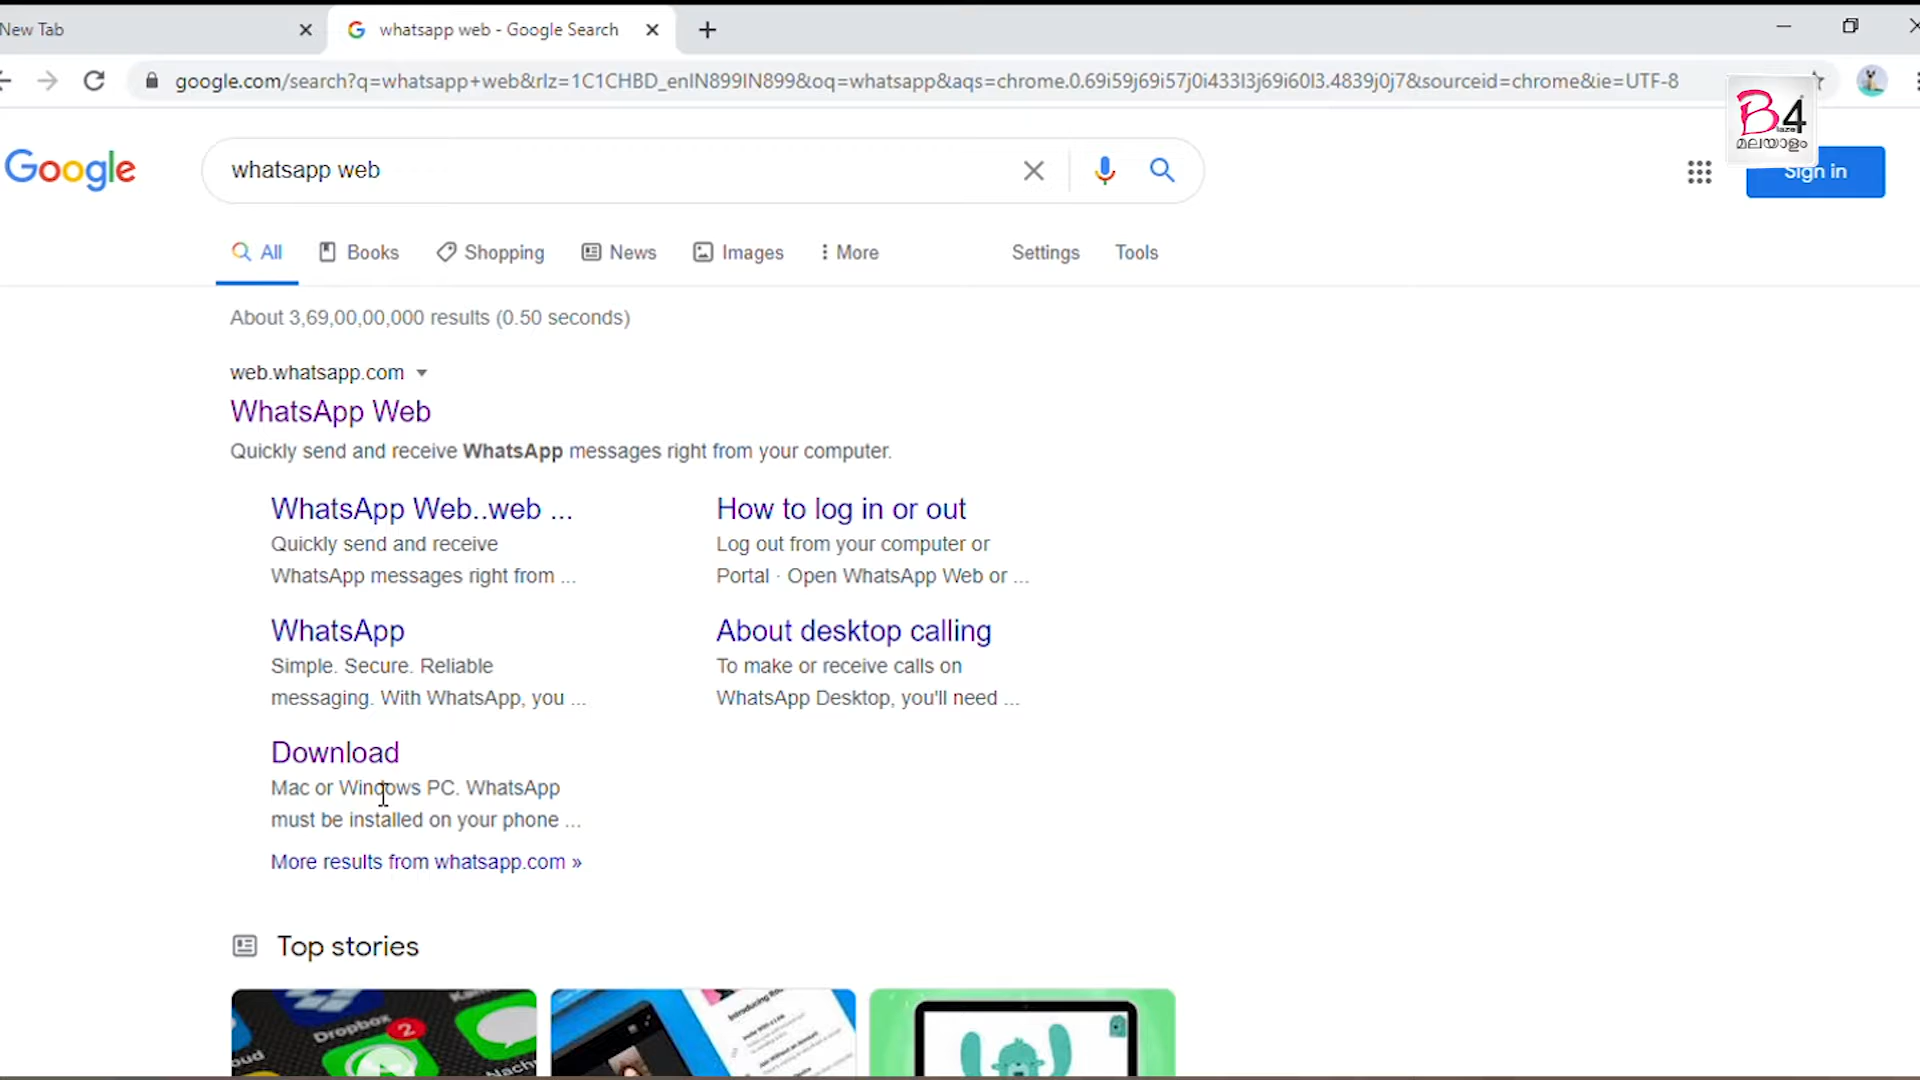 New Tab
whatsapp web - Google Search
google.com/search?q=whatsapp+web&rlz=1C1CHBD_enIN899IN899&oq=whatsapp&aqs=chrome.0.69i59j69i57j0i433l3j69i60l3.4839j0j7&sourceid=chrome&ie=UTF-8
B4
laze
മലയാളം
Google
whatsapp web
Sign in
All Books Shopping News Images More Settings Tools
About 3,69,00,00,000 results (0.50 seconds)
web.whatsapp.com
WhatsApp Web
Quickly send and receive WhatsApp messages right from your computer.
WhatsApp Web..web ...
Quickly send and receive
WhatsApp messages right from ...
How to log in or out
Log out from your computer or
Portal · Open WhatsApp Web or ...
WhatsApp
Simple. Secure. Reliable
messaging. With WhatsApp, you ...
About desktop calling
To make or receive calls on
WhatsApp Desktop, you'll need ...
Download
Mac or Windows PC. WhatsApp
must be installed on your phone ...
More results from whatsapp.com »
Top stories
Dropbox
2
oud
Nach
Introducing